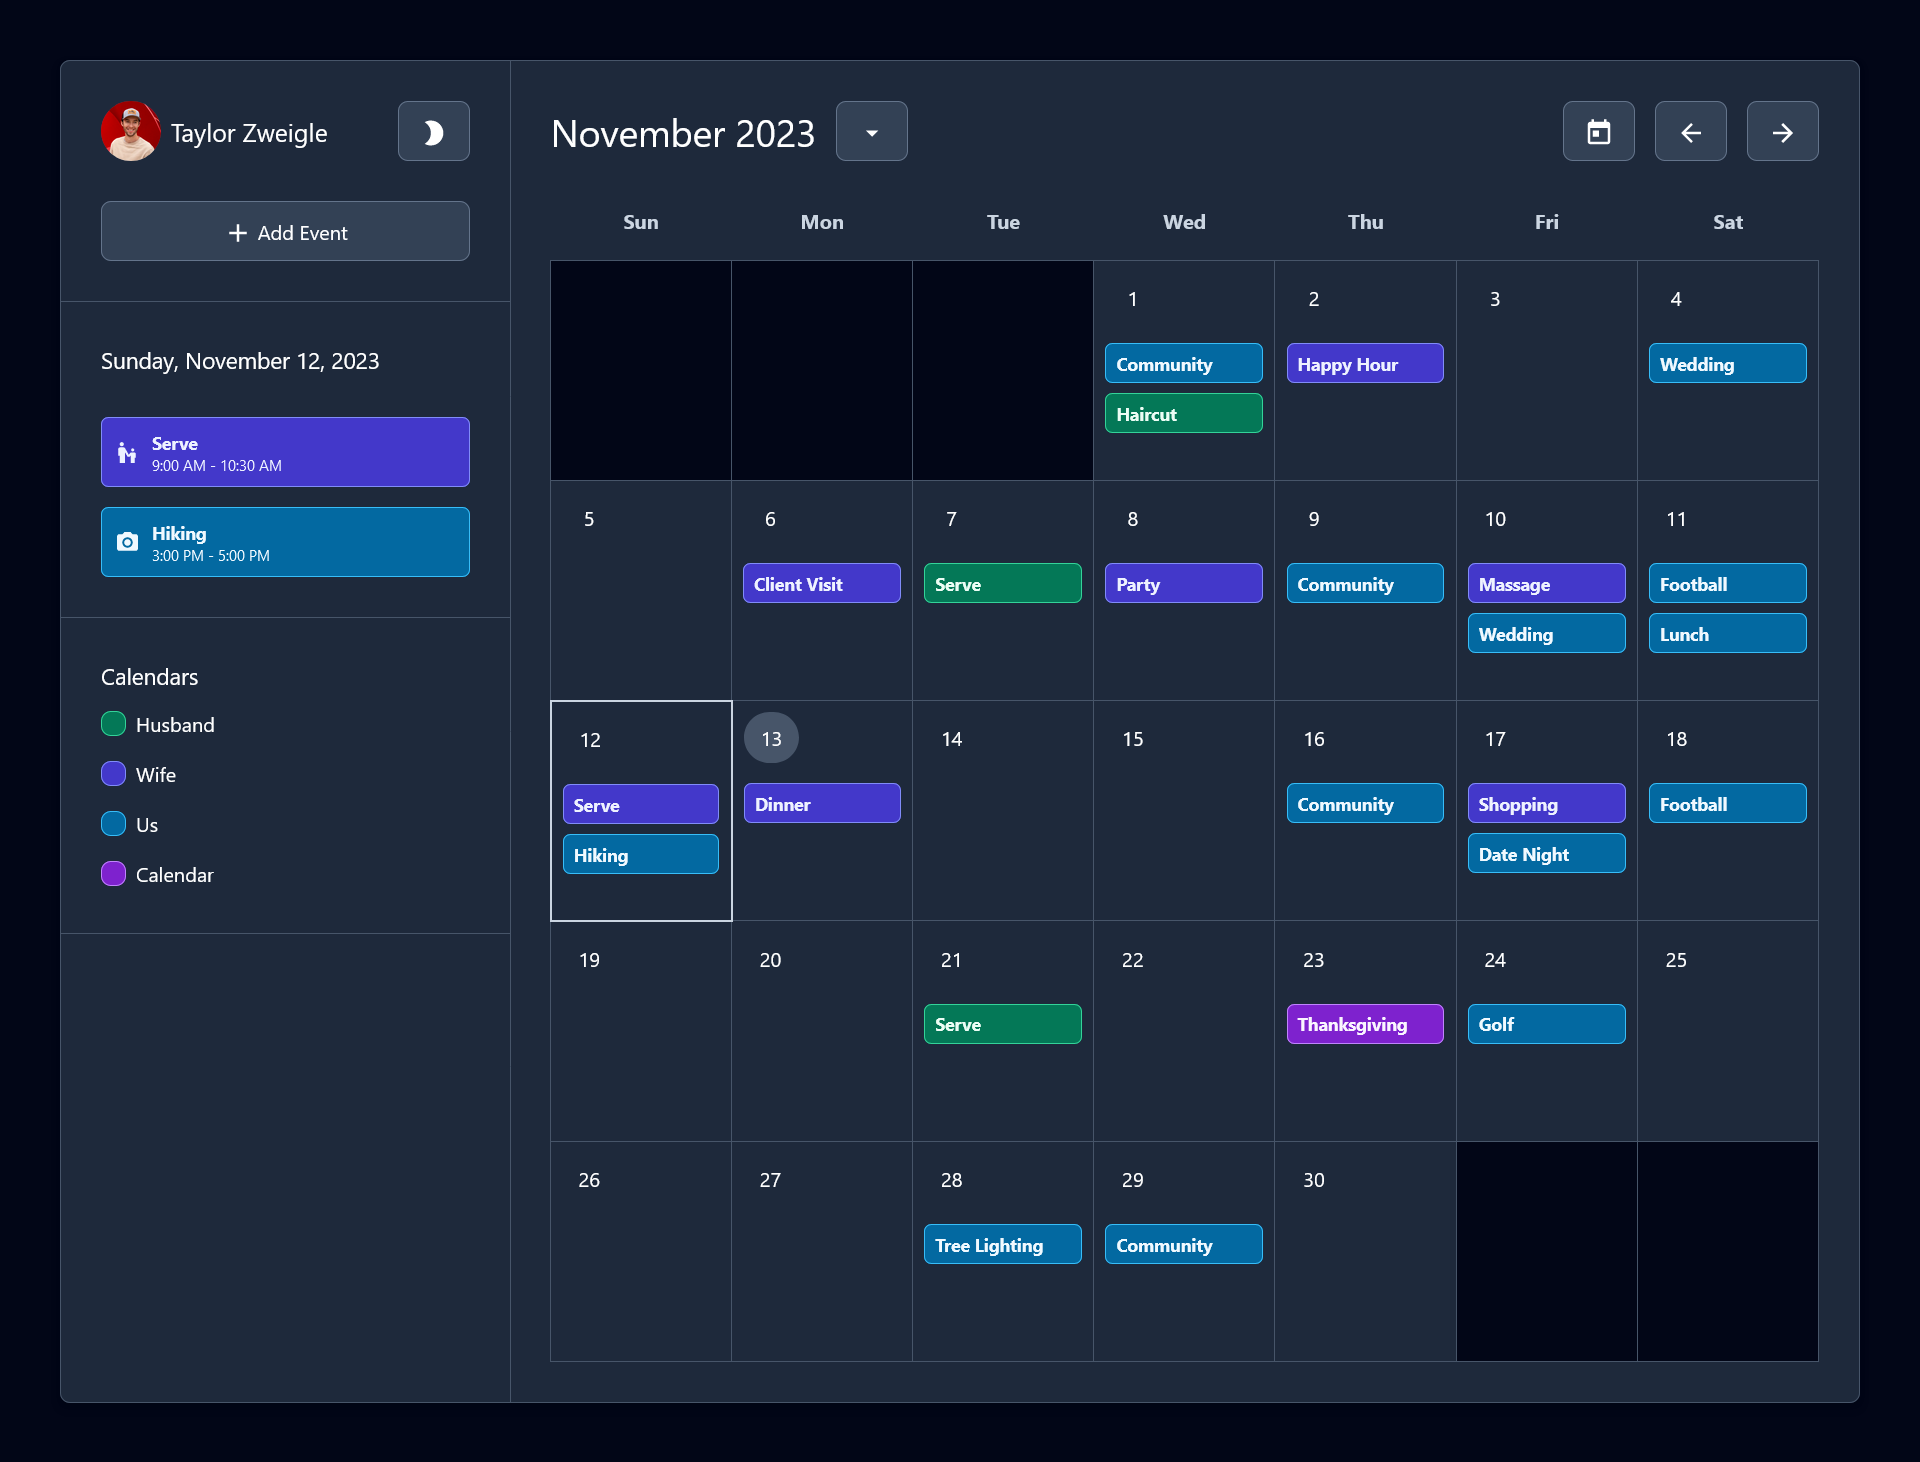 Taylor Zweigle
Add Event
Sunday, November 12, 2023
Serve
9:00 AM - 10:30 AM
Hiking
3:00 PM - 5:00 PM
Calendars
Husband
Wife
Us
Calendar
November 2023
Sun Mon Tue Wed Thu Fri Sat
1 2 3 4
Community Happy Hour Wedding
Haircut
5 6 7 8 9 10 11
Client Visit Serve Party Community Massage Football
Wedding Lunch
12 13 14 15 16 17 18
Serve Dinner Community Shopping Football
Hiking Date Night
19 20 21 22 23 24 25
Serve Thanksgiving Golf
26 27 28 29 30
Tree Lighting Community